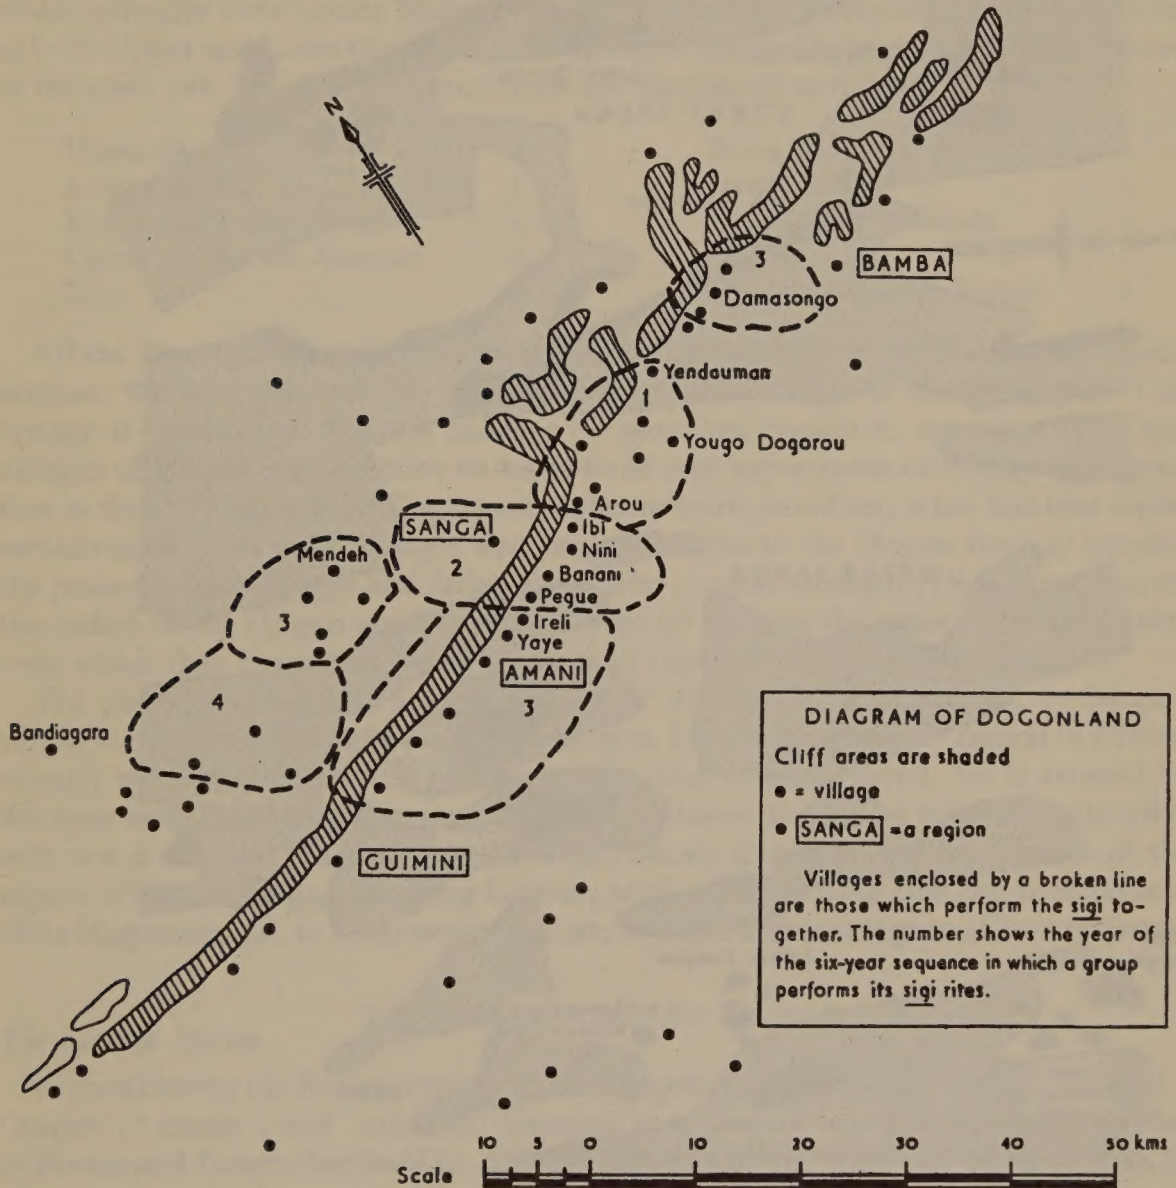 N
3
BAMBA
Damasongo
Yendauman
1
Yougo Dogorou
Arou
SANGA
Ibi
Nini
2
Mendeh
Banani
Peque
3
Ireli
Yaye
AMANI
3
4
Bandiagara
GUIMINI
DIAGRAM OF DOGONLAND
Cliff areas are shaded
• = village
• SANGA = a region
Villages enclosed by a broken line
are those which perform the sigi to-
gether. The number shows the year of
the six-year sequence in which a group
performs its sigi rites.
10 5 0 10 20 30 40 50 kms
Scale